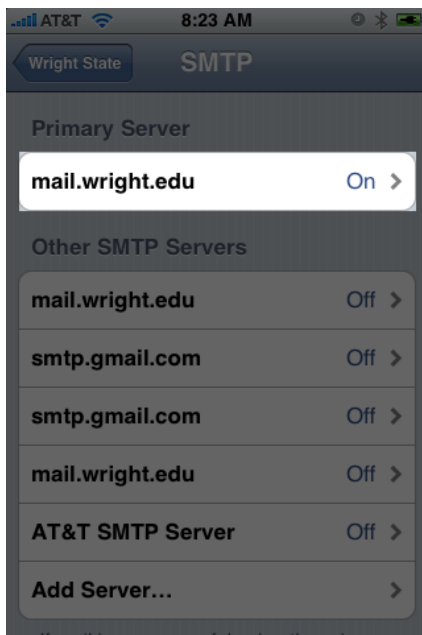 AT&T 8:23 AM
Wright State SMTP
Primary Server
mail.wright.edu On
Other SMTP Servers
mail.wright.edu Off
smtp.gmail.com Off
smtp.gmail.com Off
mail.wright.edu Off
AT&T SMTP Server Off
Add Server...